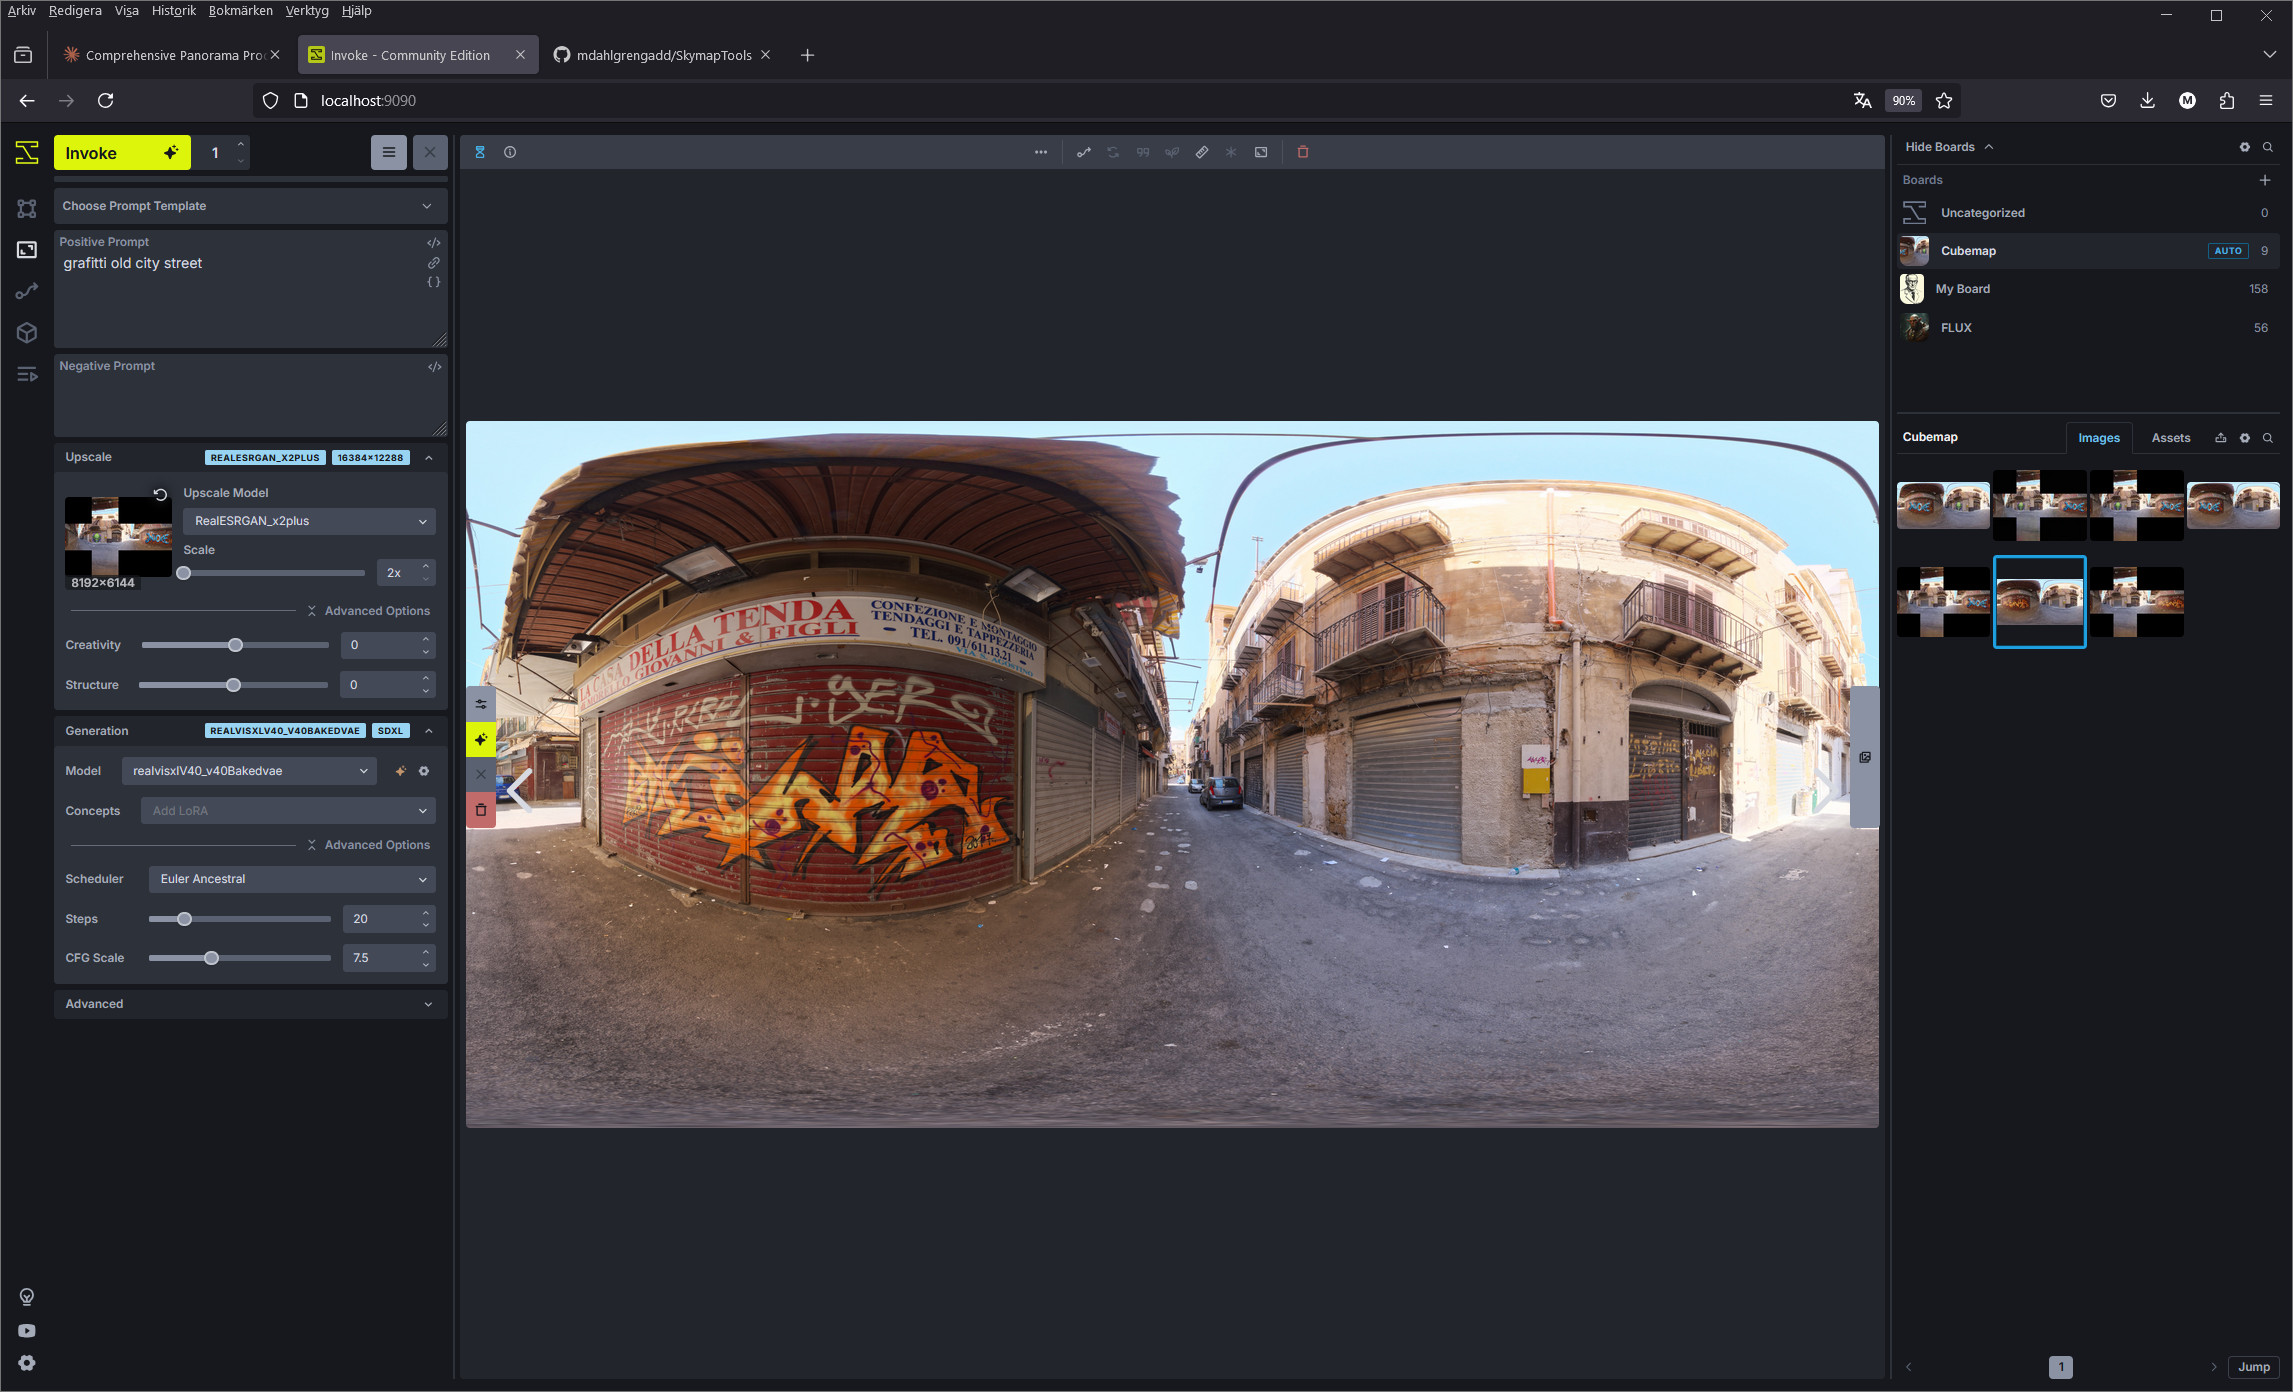 Arkiv Redigera Visa Historik Bokmärken Verktyg Hjälp
Comprehensive Panorama Pro
Invoke - Community Edition
mdahlgrengadd/SkymapTools
localhost:9090
90%
M
Invoke
1
Choose Prompt Template
Positive Prompt
grafitti old city street
Negative Prompt
Upscale
REALESRGAN_X2PLUS
16384×12288
8192×6144
Upscale Model
RealESRGAN_x2plus
Scale
2x
Advanced Options
Creativity
0
Structure
0
Generation
REALVISXLV40_V40BAKEDVAE
SDXL
Model
realvisxlV40_v40Bakedvae
Concepts
Add LoRA
Advanced Options
Scheduler
Euler Ancestral
Steps
20
CFG Scale
7.5
Advanced
LA CASA DELLA TENDA
GIOVANNI & FIGLI
CONFEZIONE E MONTAGGIO
TENDAGGI E TAPPEZZERIA
TEL. 091/611.13.21
VIA S. AGOSTINO
Hide Boards
Boards
Uncategorized
0
Cubemap
AUTO
9
My Board
158
FLUX
56
Cubemap
Images
Assets
1
Jump